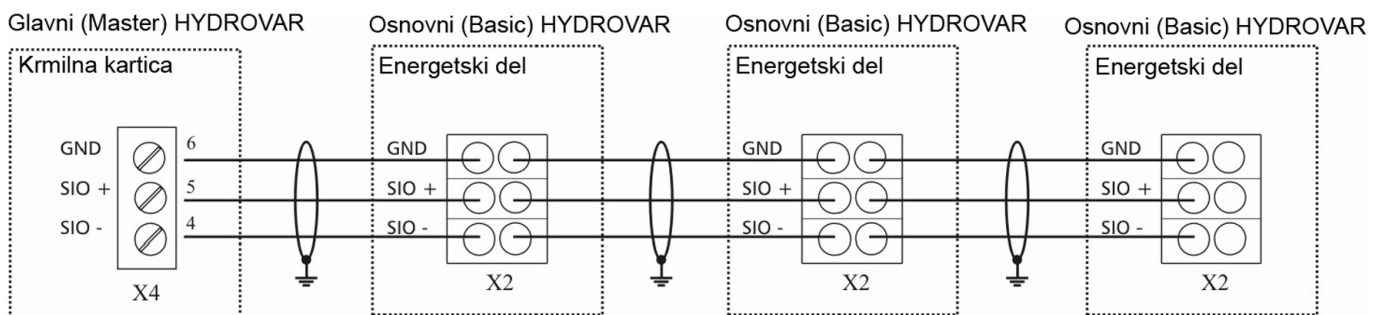 Glavni (Master) HYDROVAR
Osnovni (Basic) HYDROVAR
Osnovni (Basic) HYDROVAR
Osnovni (Basic) HYDROVAR
Krmilna kartica
Energetski del
Energetski del
Energetski del
GND 6
SIO + 5
SIO - 4
X4
GND
SIO +
SIO -
X2
GND
SIO +
SIO -
X2
GND
SIO +
SIO -
X2